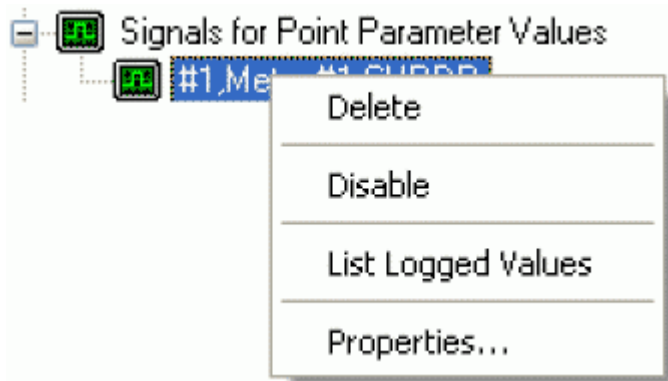 Signals for Point Parameter Values
#1,Me
Delete
Disable
List Logged Values
Properties...